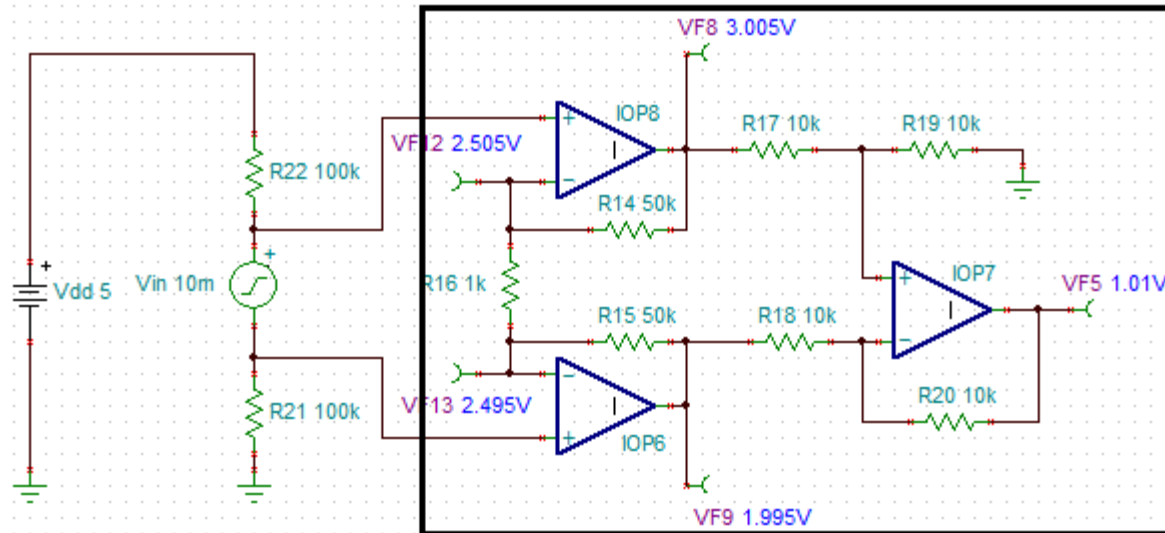 VF8 3.005V
IOP8
R17 10k
R19 10k
VF12 2.505V
R22 100k
R14 50k
+
Vdd 5
+
Vin 10m
R16 1k
IOP7
VF5 1.01V
R15 50k
R18 10k
R21 100k
VF13 2.495V
IOP6
R20 10k
VF9 1.995V